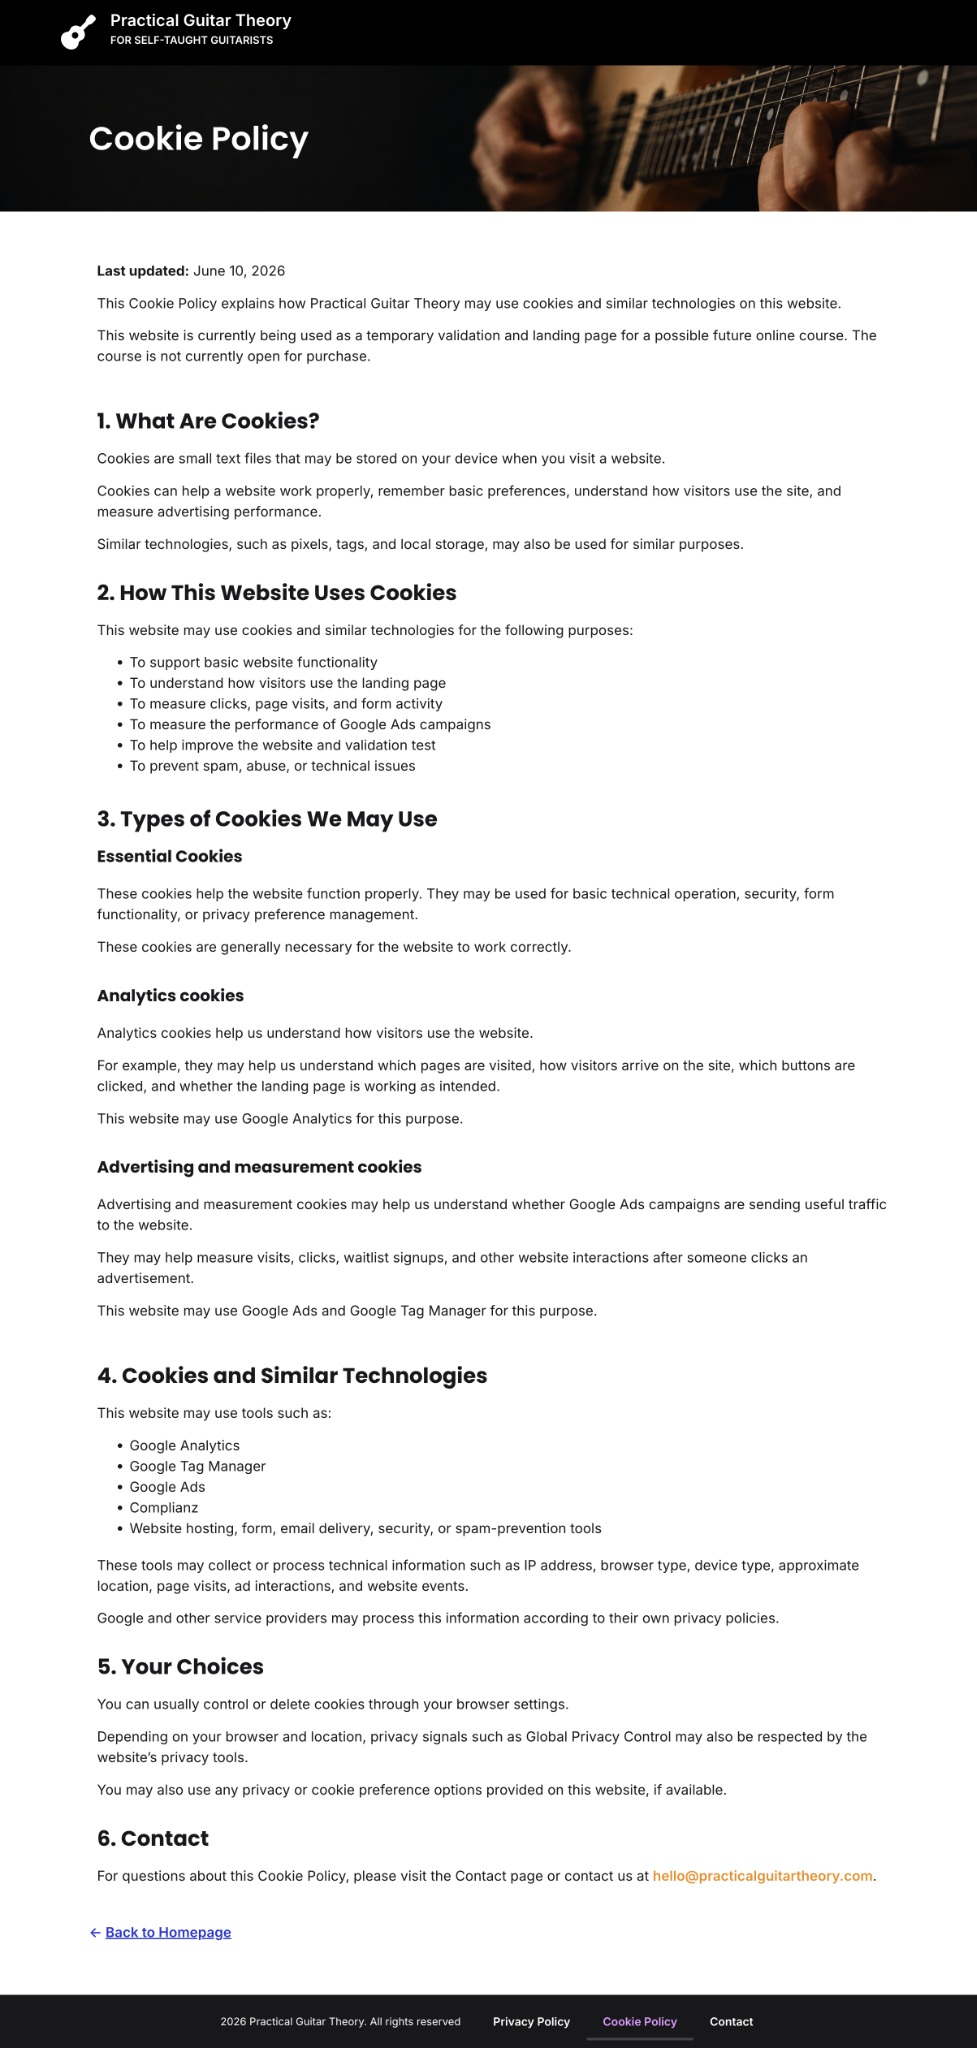 Practical Guitar Theory
FOR SELF-TAUGHT GUITARISTS
Cookie Policy
Last updated: June 10, 2026
This Cookie Policy explains how Practical Guitar Theory may use cookies and similar technologies on this website.
This website is currently being used as a temporary validation and landing page for a possible future online course. The
course is not currently open for purchase.
1. What Are Cookies?
Cookies are small text files that may be stored on your device when you visit a website.
Cookies can help a website work properly, remember basic preferences, understand how visitors use the site, and
measure advertising performance.
Similar technologies, such as pixels, tags, and local storage, may also be used for similar purposes.
2. How This Website Uses Cookies
This website may use cookies and similar technologies for the following purposes:
• To support basic website functionality
• To understand how visitors use the landing page
• To measure clicks, page visits, and form activity
• To measure the performance of Google Ads campaigns
• To help improve the website and validation test
• To prevent spam, abuse, or technical issues
3. Types of Cookies We May Use
Essential Cookies
These cookies help the website function properly. They may be used for basic technical operation, security, form
functionality, or privacy preference management.
These cookies are generally necessary for the website to work correctly.
Analytics cookies
Analytics cookies help us understand how visitors use the website.
For example, they may help us understand which pages are visited, how visitors arrive on the site, which buttons are
clicked, and whether the landing page is working as intended.
This website may use Google Analytics for this purpose.
Advertising and measurement cookies
Advertising and measurement cookies may help us understand whether Google Ads campaigns are sending useful traffic
to the website.
They may help measure visits, clicks, waitlist signups, and other website interactions after someone clicks an
advertisement.
This website may use Google Ads and Google Tag Manager for this purpose.
4. Cookies and Similar Technologies
This website may use tools such as:
• Google Analytics
• Google Tag Manager
• Google Ads
• Complianz
• Website hosting, form, email delivery, security, or spam-prevention tools
These tools may collect or process technical information such as IP address, browser type, device type, approximate
location, page visits, ad interactions, and website events.
Google and other service providers may process this information according to their own privacy policies.
5. Your Choices
You can usually control or delete cookies through your browser settings.
Depending on your browser and location, privacy signals such as Global Privacy Control may also be respected by the
website’s privacy tools.
You may also use any privacy or cookie preference options provided on this website, if available.
6. Contact
For questions about this Cookie Policy, please visit the Contact page or contact us at hello@practicalguitartheory.com.
← Back to Homepage
2026 Practical Guitar Theory. All rights reserved Privacy Policy Cookie Policy Contact